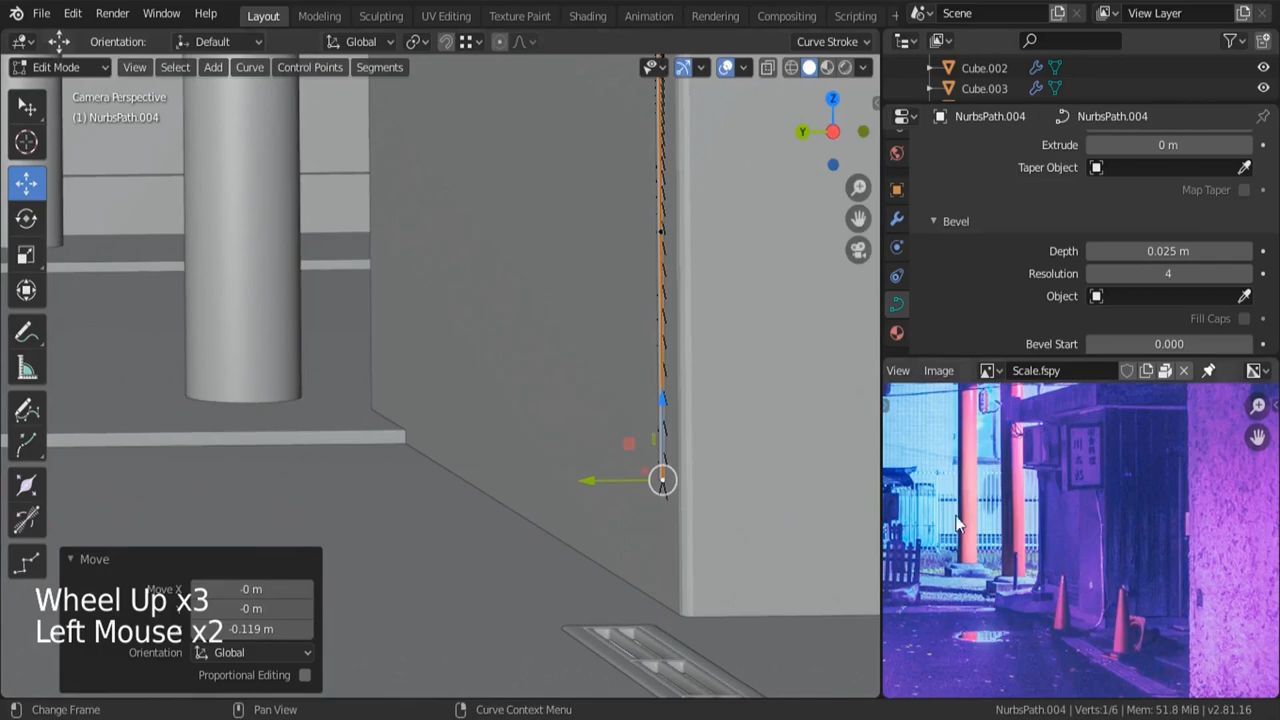 File Edit Render Window Help Layout Modeling Sculpting UV Editing Texture Paint Shading Animation Rendering Compositing Scripting + Scene View Layer
Orientation: Default Global Curve Stroke
Edit Mode View Select Add Curve Control Points Segments
Cube.002
Cube.003
Camera Perspective
(1) NurbsPath.004
NurbsPath.004 NurbsPath.004
Extrude 0 m
Taper Object
Map Taper
Bevel
Depth 0.025 m
Resolution 4
Object
Fill Caps
Bevel Start 0.000
Z
Y
View Image Scale.fspy
Move
Move X -0 m
-0 m
-0.119 m
Orientation Global
Proportional Editing
Wheel Up x3
Left Mouse x2
Change Frame Pan View Curve Context Menu NurbsPath.004 | Verts:1/6 | Mem: 51.8 MiB | v2.81.16